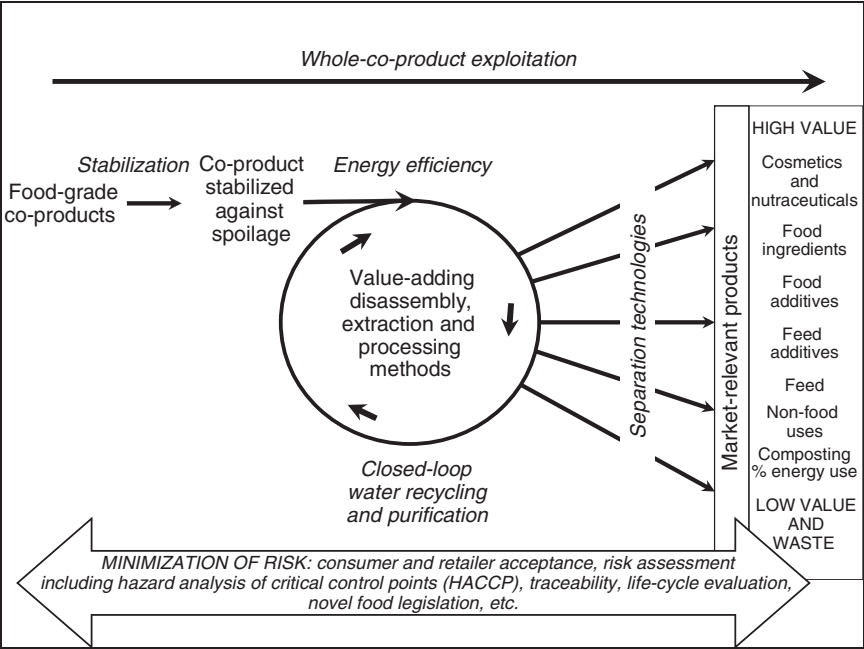 Whole-co-product exploitation
Stabilization
Food-grade
co-products
Co-product
stabilized
against
spoilage
Energy efficiency
Value-adding
disassembly,
extraction and
processing
methods
Closed-loop
water recycling
and purification
Separation technologies
Market-relevant products
HIGH VALUE
Cosmetics
and
nutraceuticals
Food
ingredients
Food
additives
Feed
additives
Feed
Non-food
uses
Composting
% energy use
LOW VALUE
AND
WASTE
MINIMIZATION OF RISK: consumer and retailer acceptance, risk assessment
including hazard analysis of critical control points (HACCP), traceability, life-cycle evaluation,
novel food legislation, etc.